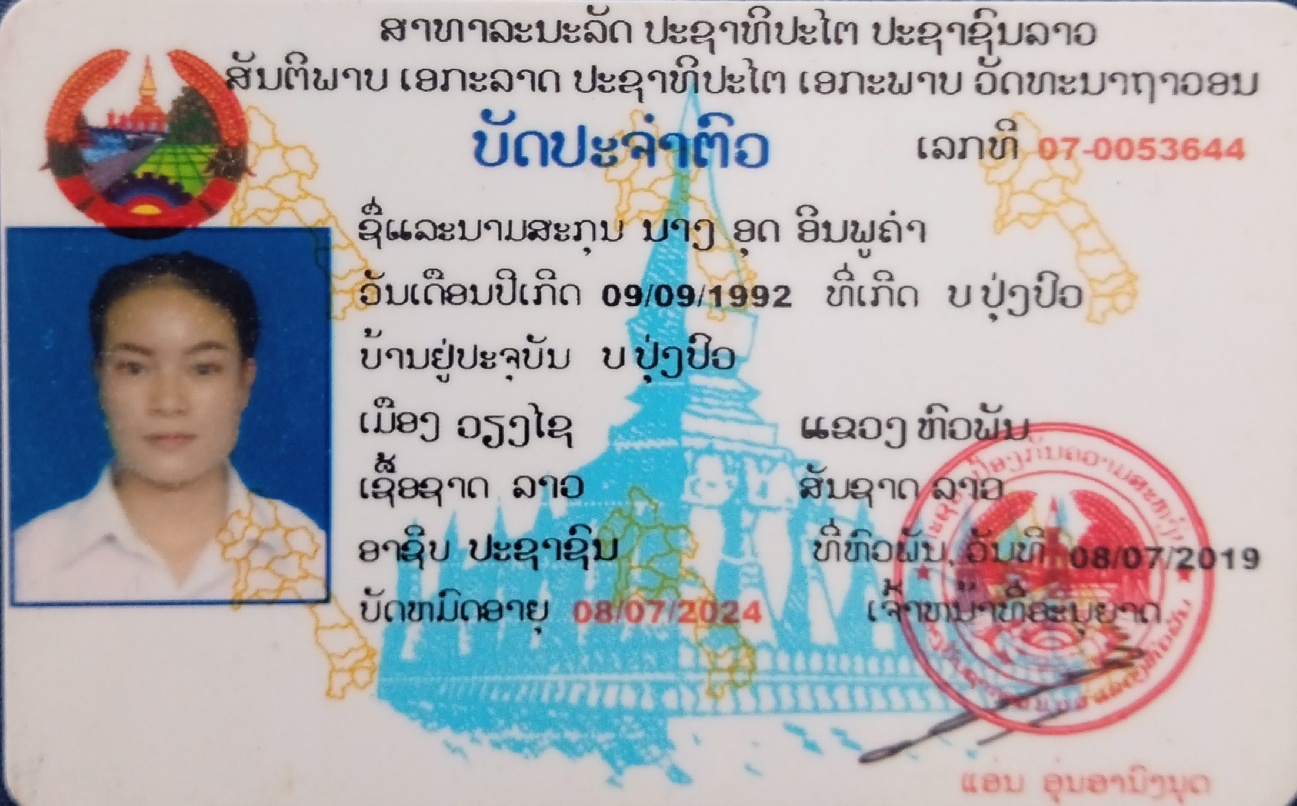 ສາທາລະນະລັດ ປະຊາທິປະໄຕ ປະຊາຊົນລາວ
ສັນຕິພາບ ເອກະລາດ ປະຊາທິປະໄຕ ເອກະພາບ ວັດທະນາຖາວອນ
ບັດປະຈຳຕົວ
ເລກທີ 07-0053644
ຊື່ແລະນາມສະກຸນ ນາງ ອຸດ ອິນພູຄຳ
ວັນເດືອນປີເກີດ 09/09/1992 ທີ່ເກີດ ບ ປຸ່ງປົວ
ບ້ານຢູ່ປະຈຸບັນ ບ ປຸ່ງປົວ
ເມືອງ ວຽງໄຊ ແຂວງ ຫົວພັນ
ເຊື້ອຊາດ ລາວ ສັນຊາດ ລາວ
ອາຊີບ ປະຊາຊົນ ທີ່ຫົວພັນ, ວັນທີ 08/07/2019
ບັດຫມົດອາຍຸ 08/07/2024 ເຈົ້າຫນ້າທີ່ອະນຸຍາດ
ແອນ